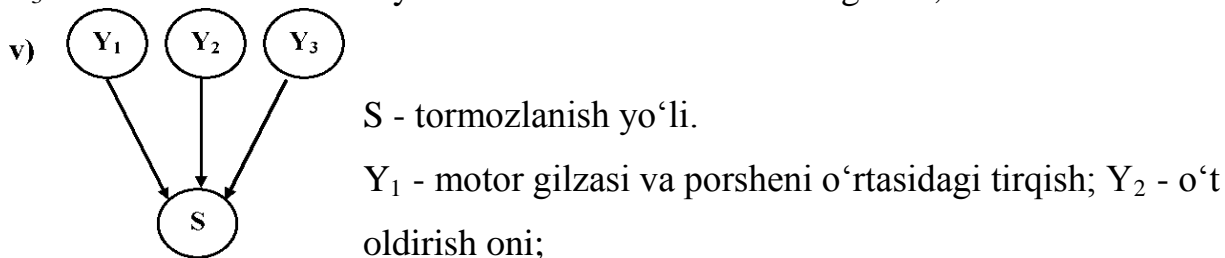 v) Y₁ Y₂ Y₃
S - tormozlanish yo‘li.
Y₁ - motor gilzasi va porsheni o‘rtasidagi tirqish; Y₂ - o‘t
S
oldirish oni;